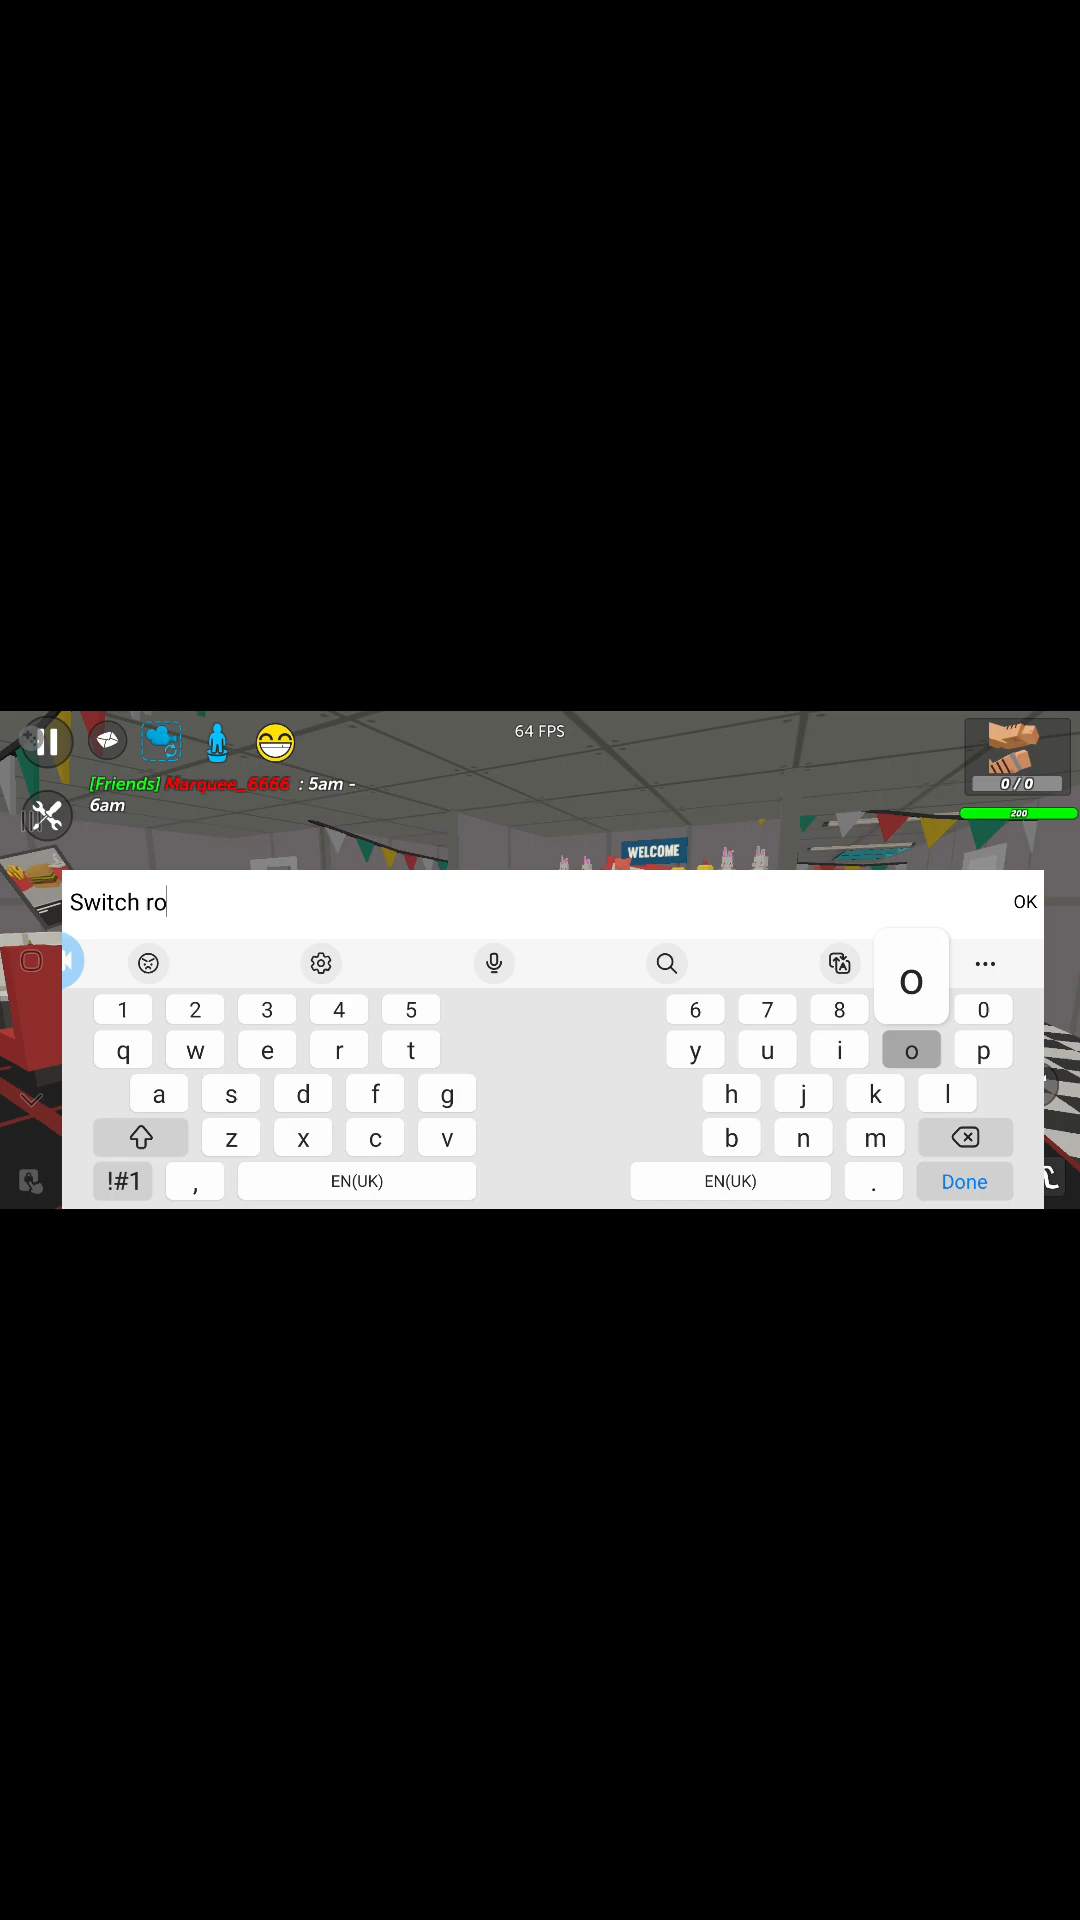 64 FPS
[Friends] Marquee_6666 : 5am -
6am
0 / 0
200
WELCOME
Switch ro
OK
o
1 2 3 4 5 6 7 8 0
q w e r t y u i o p
a s d f g h j k l
z x c v b n m
!#1 , EN(UK) EN(UK) . Done